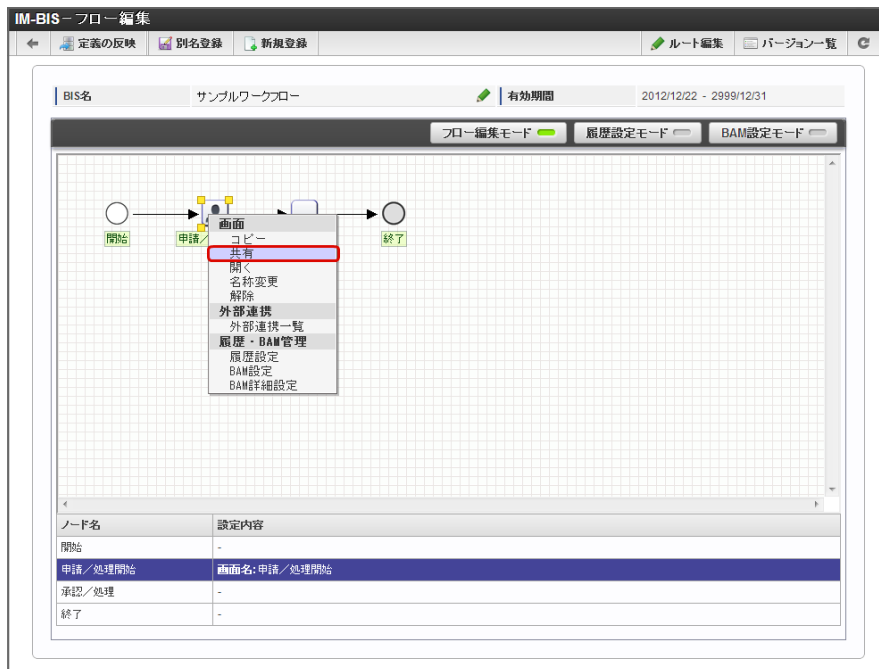 IM-BIS－フロー編集
定義の反映 別名登録 新規登録 ルート編集 バージョン一覧
BIS名 サンプルワークフロー 有効期間 2012/12/22 - 2999/12/31
フロー編集モード 履歴設定モード BAM設定モード
開始 申請／ 終了
画面
コピー
共有
開く
名称変更
解除
外部連携
外部連携一覧
履歴・BAM管理
履歴設定
BAM設定
BAM詳細設定
ノード名 設定内容
開始 -
申請／処理開始 画面名:申請／処理開始
承認／処理 -
終了 -